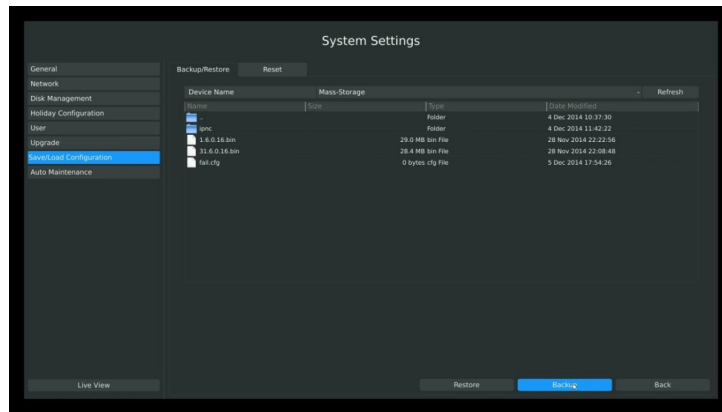 System Settings
General
Network
Disk Management
Holiday Configuration
User
Upgrade
Save/Load Configuration
Auto Maintenance
Live View
Backup/Restore Reset
Device Name Mass-Storage Refresh
Name Size Type Date Modified
.. Folder 4 Dec 2014 10:37:30
ipnc Folder 4 Dec 2014 11:42:22
1.6.0.16.bin 29.0 MB bin File 28 Nov 2014 22:22:56
31.6.0.16.bin 28.4 MB bin File 28 Nov 2014 22:08:48
fail.cfg 0 bytes cfg File 5 Dec 2014 17:54:26
Restore Backup Back